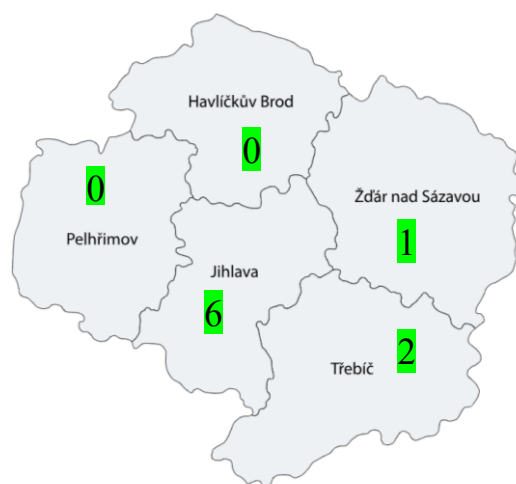 Havlíčkův Brod
0
0
Žďár nad Sázavou
Pelhřimov
1
Jihlava
6
2
Třebíč